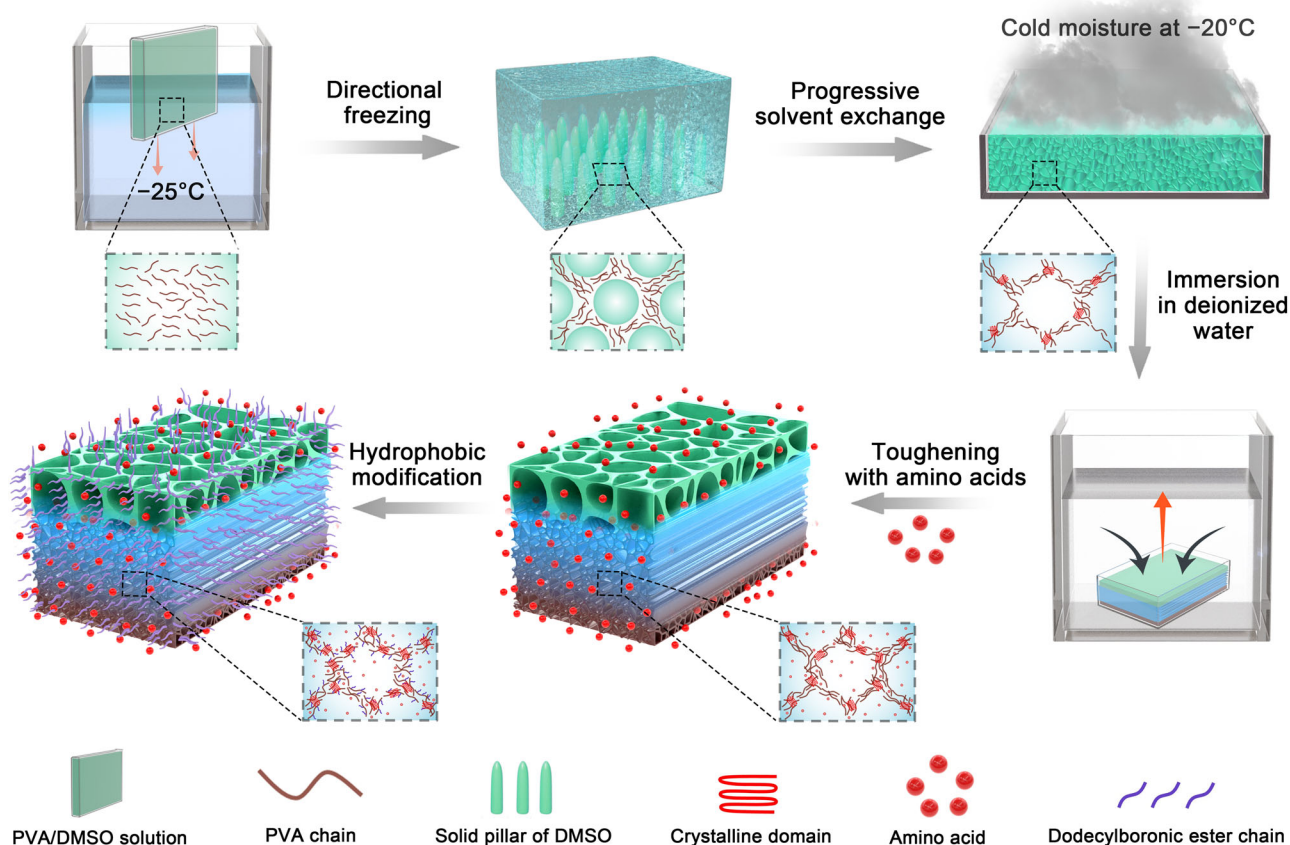 −25°C
Directional
freezing
Progressive
solvent exchange
Cold moisture at −20°C
Immersion
in deionized
water
Toughening
with amino acids
Hydrophobic
modification
PVA/DMSO solution
PVA chain
Solid pillar of DMSO
Crystalline domain
Amino acid
Dodecylboronic ester chain